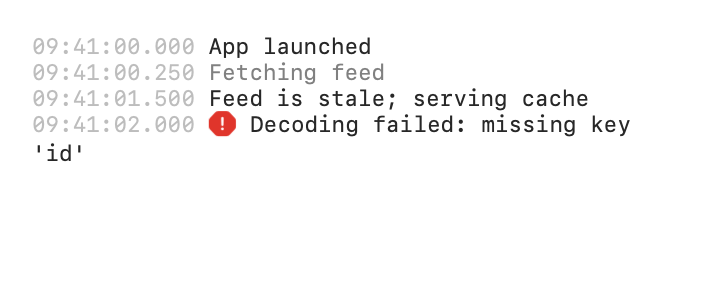 09:41:00.000 App launched
09:41:00.250 Fetching feed
09:41:01.500 Feed is stale; serving cache
09:41:02.000 ! Decoding failed: missing key
'id'